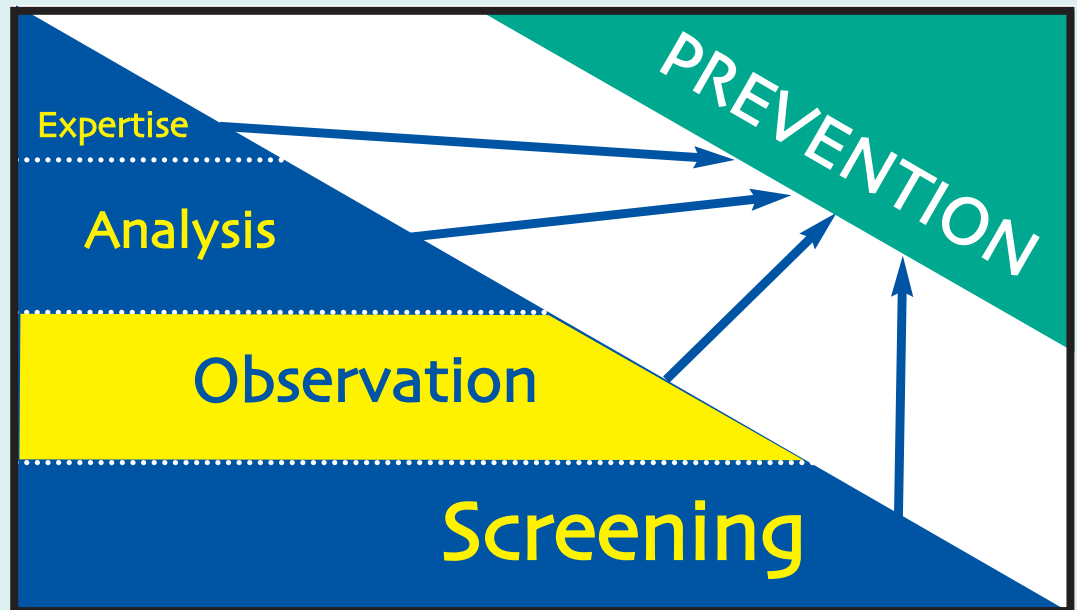 PREVENTION
Expertise
Analysis
Observation
Screening